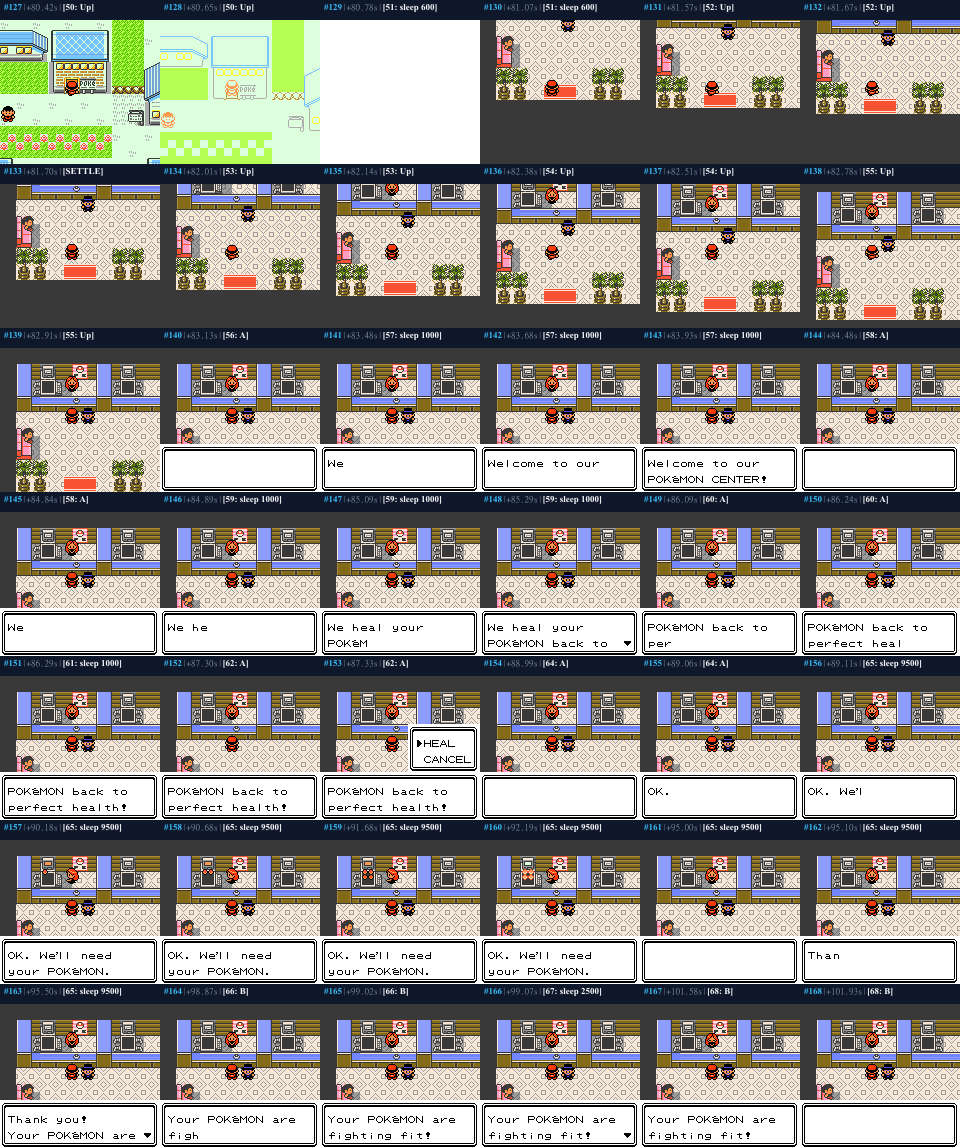 #127 | +80.42s | [50: Up]
#128 | +80.65s | [50: Up]
#129 | +80.78s | [51: sleep 600]
#130 | +81.07s | [51: sleep 600]
#131 | +81.57s | [52: Up]
#132 | +81.67s | [52: Up]
POKé
POKé
#133 | +81.70s | [SETTLE]
#134 | +82.01s | [53: Up]
#135 | +82.14s | [53: Up]
#136 | +82.38s | [54: Up]
#137 | +82.51s | [54: Up]
#138 | +82.78s | [55: Up]
#139 | +82.91s | [55: Up]
#140 | +83.13s | [56: A]
#141 | +83.48s | [57: sleep 1000]
#142 | +83.68s | [57: sleep 1000]
#143 | +83.93s | [57: sleep 1000]
#144 | +84.48s | [58: A]
We
Welcome to our
Welcome to our
POKéMON CENTER!
#145 | +84.84s | [58: A]
#146 | +84.89s | [59: sleep 1000]
#147 | +85.09s | [59: sleep 1000]
#148 | +85.29s | [59: sleep 1000]
#149 | +86.09s | [60: A]
#150 | +86.24s | [60: A]
We
We he
We heal your
POKéM
We heal your
POKéMON back to
POKéMON back to
per
POKéMON back to
perfect heal
#151 | +86.29s | [61: sleep 1000]
#152 | +87.30s | [62: A]
#153 | +87.33s | [62: A]
#154 | +88.99s | [64: A]
#155 | +89.06s | [64: A]
#156 | +89.11s | [65: sleep 9500]
POKéMON back to
perfect health!
POKéMON back to
perfect health!
HEAL
CANCEL
POKéMON back to
perfect health!
OK.
OK. We'l
#157 | +90.18s | [65: sleep 9500]
#158 | +90.68s | [65: sleep 9500]
#159 | +91.68s | [65: sleep 9500]
#160 | +92.19s | [65: sleep 9500]
#161 | +95.00s | [65: sleep 9500]
#162 | +95.10s | [65: sleep 9500]
OK. We'll need
your POKéMON.
OK. We'll need
your POKéMON.
OK. We'll need
your POKéMON.
OK. We'll need
your POKéMON.
Than
#163 | +95.50s | [65: sleep 9500]
#164 | +98.87s | [66: B]
#165 | +99.02s | [66: B]
#166 | +99.07s | [67: sleep 2500]
#167 | +101.58s | [68: B]
#168 | +101.93s | [68: B]
Thank you!
Your POKéMON are
Your POKéMON are
figh
Your POKéMON are
fighting fit!
Your POKéMON are
fighting fit!
Your POKéMON are
fighting fit!